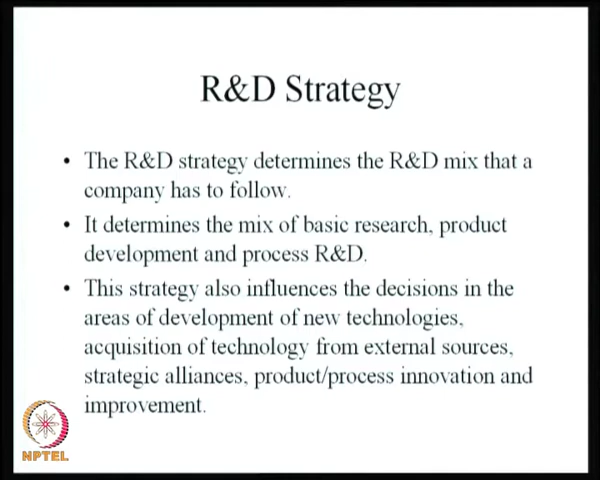 R&D Strategy
• The R&D strategy determines the R&D mix that a
company has to follow.
• It determines the mix of basic research, product
development and process R&D.
• This strategy also influences the decisions in the
areas of development of new technologies,
acquisition of technology from external sources,
strategic alliances, product/process innovation and
improvement.
NPTEL